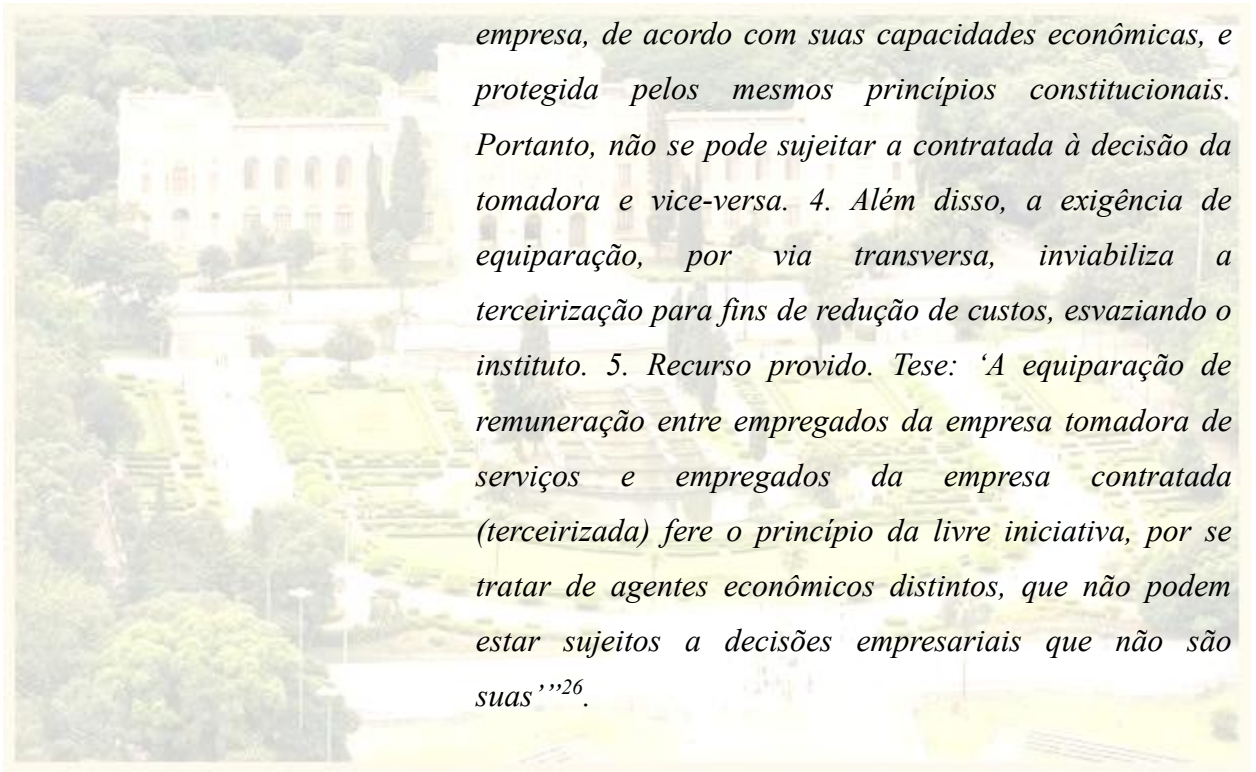 empresa, de acordo com suas capacidades econômicas, e
protegida pelos mesmos princípios constitucionais.
Portanto, não se pode sujeitar a contratada à decisão da
tomadora e vice-versa. 4. Além disso, a exigência de
equiparação, por via transversa, inviabiliza a
terceirização para fins de redução de custos, esvaziando o
instituto. 5. Recurso provido. Tese: ‘A equiparação de
remuneração entre empregados da empresa tomadora de
serviços e empregados da empresa contratada
(terceirizada) fere o princípio da livre iniciativa, por se
tratar de agentes econômicos distintos, que não podem
estar sujeitos a decisões empresariais que não são
suas’”26.